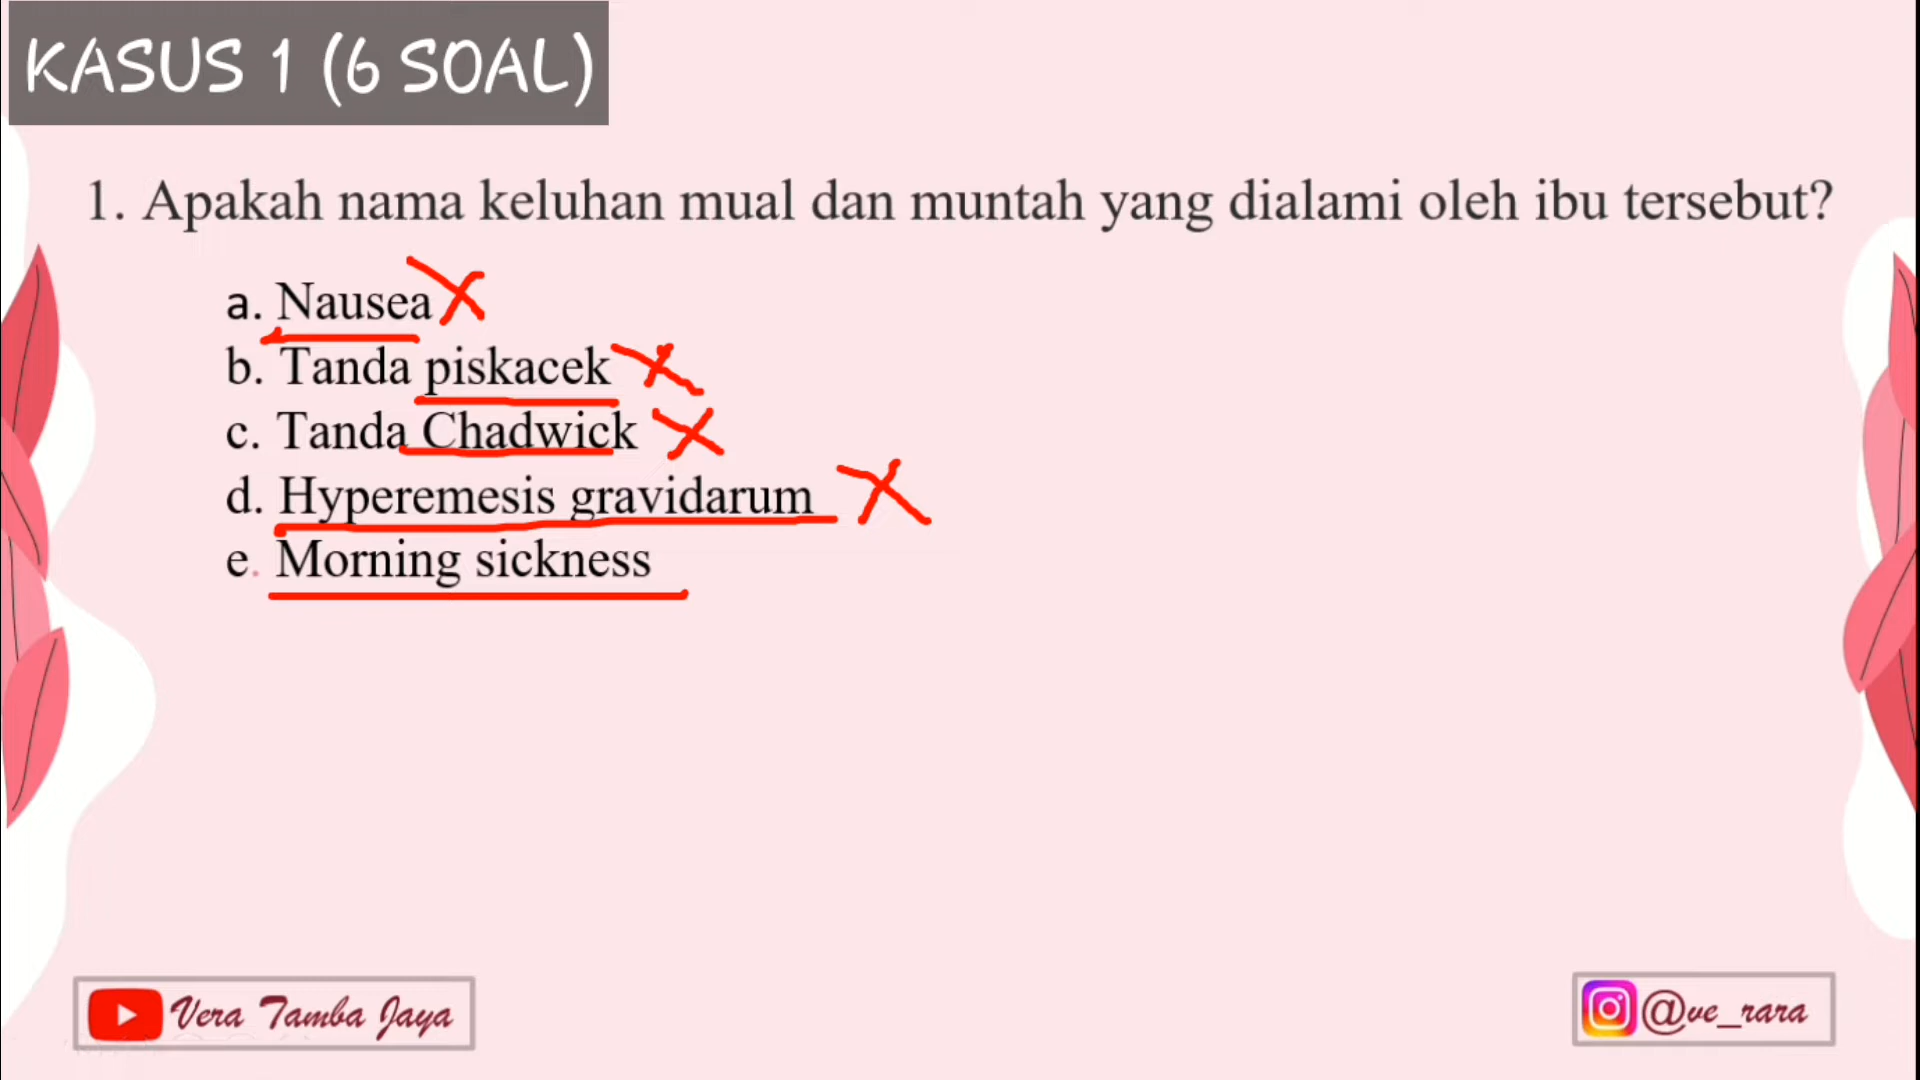 KASUS 1 (6 SOAL)
1. Apakah nama keluhan mual dan muntah yang dialami oleh ibu tersebut?
a. Nausea
b. Tanda piskacek
c. Tanda Chadwick
d. Hyperemesis gravidarum
e. Morning sickness
Vera Tamba Jaya
@ve_rara